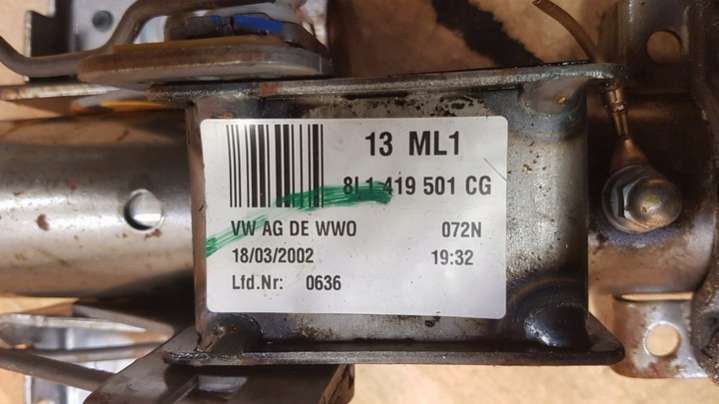 13 ML1
8L1 419 501 CG
VW AG DE WWO 072N
18/03/2002 19:32
Lfd.Nr: 0636